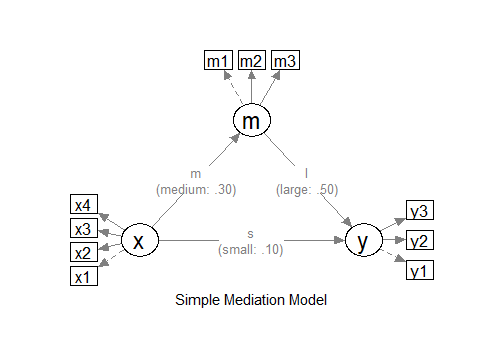 m1 m2 m3
m
m l
(medium: .30) (large: .50)
x4
x3
x2
x1
x
s
(small: .10)
y
y3
y2
y1
Simple Mediation Model